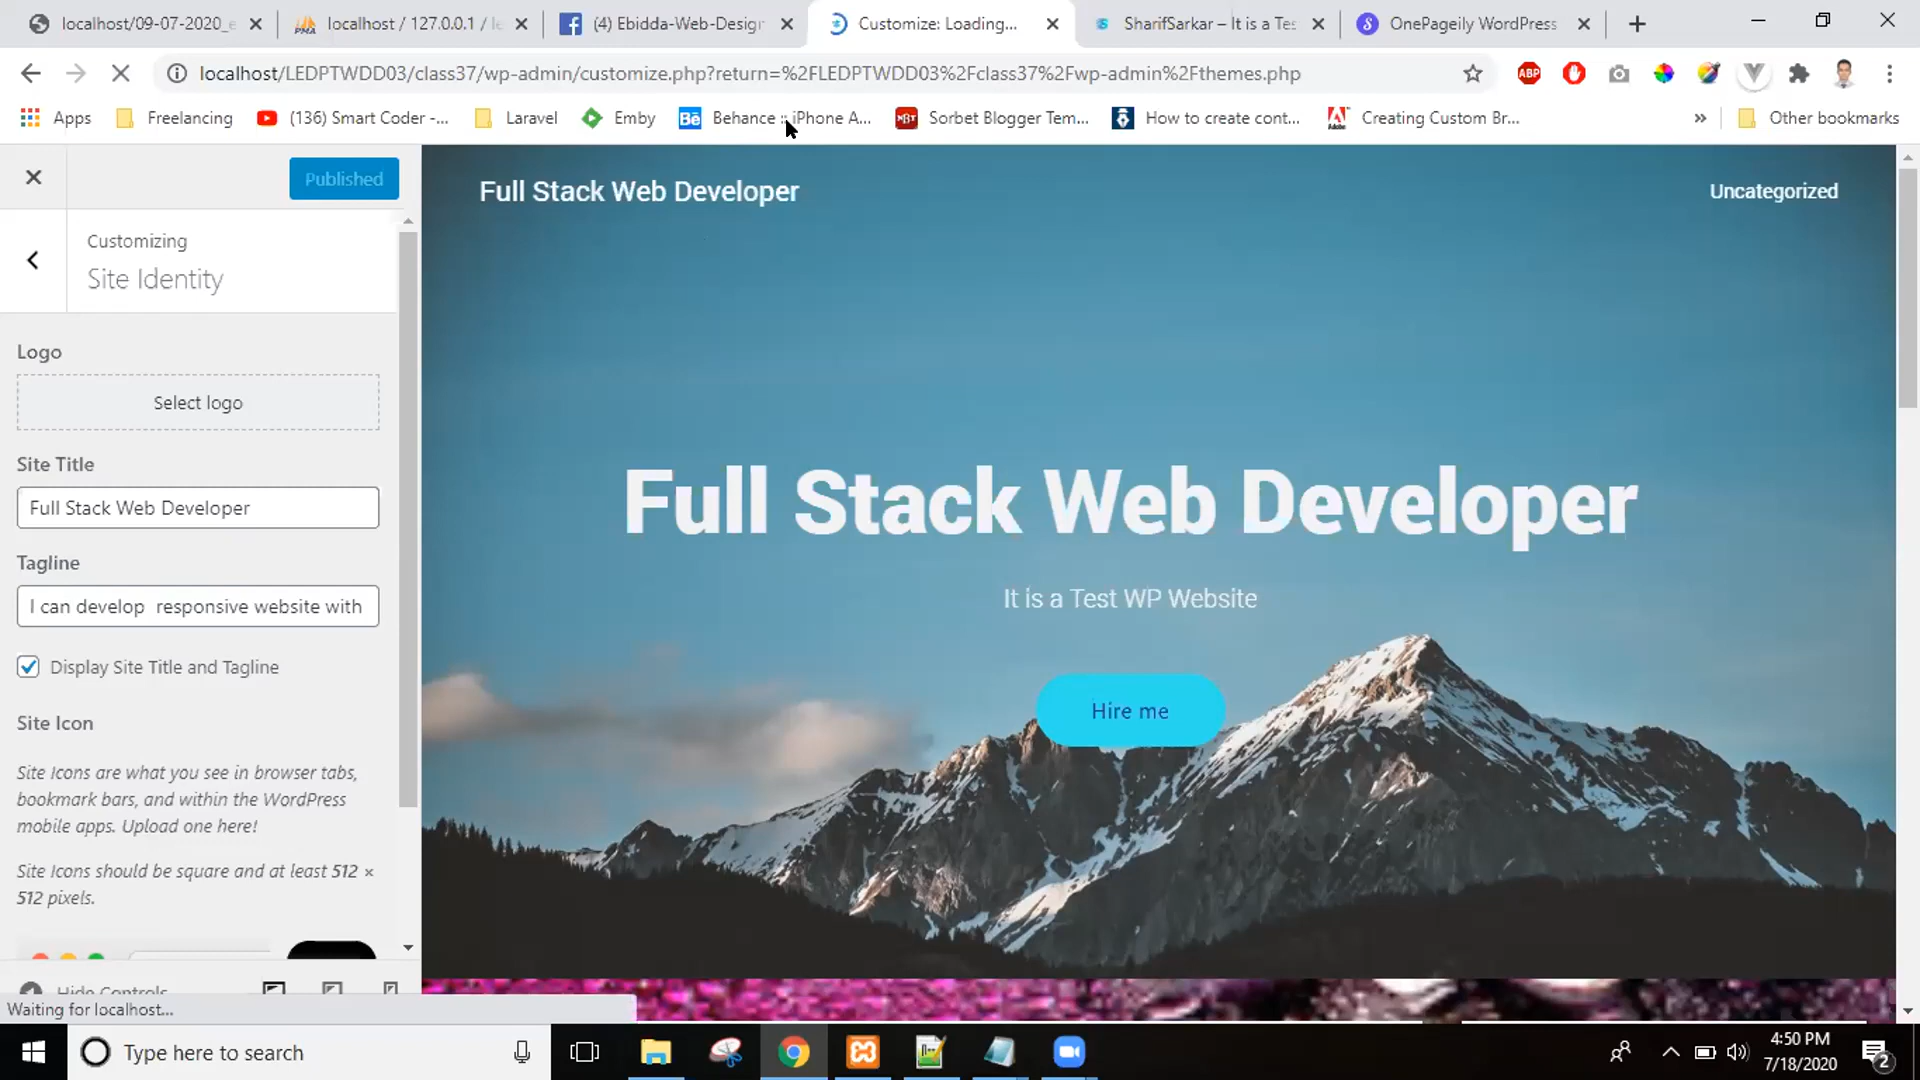 localhost/09-07-2020_e
localhost / 127.0.0.1 / le
(4) Ebidda-Web-Design
Customize: Loading...
SharifSarkar – It is a Tes
OnePageily WordPress
localhost/LEDPTWDD03/class37/wp-admin/customize.php?return=%2FLEDPTWDD03%2Fclass37%2Fwp-admin%2Fthemes.php
ABP
Apps
Freelancing
(136) Smart Coder -...
Laravel
Emby
Behance :: iPhone A...
Sorbet Blogger Tem...
How to create cont...
Creating Custom Br...
»
Other bookmarks
Published
Customizing
Site Identity
Logo
Select logo
Site Title
Full Stack Web Developer
Tagline
I can develop  responsive website with
Display Site Title and Tagline
Site Icon
Site Icons are what you see in browser tabs,
bookmark bars, and within the WordPress
mobile apps. Upload one here!
Site Icons should be square and at least 512 ×
512 pixels.
Hide Controls
Waiting for localhost...
Full Stack Web Developer
Uncategorized
Full Stack Web Developer
It is a Test WP Website
Hire me
Type here to search
4:50 PM
7/18/2020
2